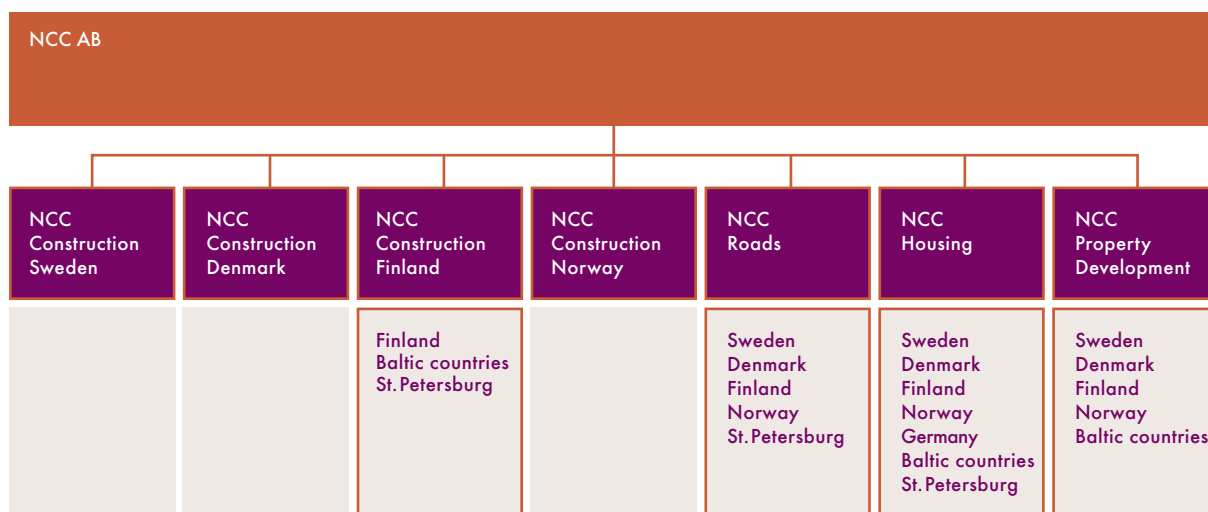 NCC AB
NCC
Construction
Sweden
NCC
Construction
Denmark
NCC
Construction
Finland
NCC
Construction
Norway
NCC
Roads
NCC
Housing
NCC
Property
Development
Finland
Baltic countries
St. Petersburg
Sweden
Denmark
Finland
Norway
St. Petersburg
Sweden
Denmark
Finland
Norway
Germany
Baltic countries
St. Petersburg
Sweden
Denmark
Finland
Norway
Baltic countries